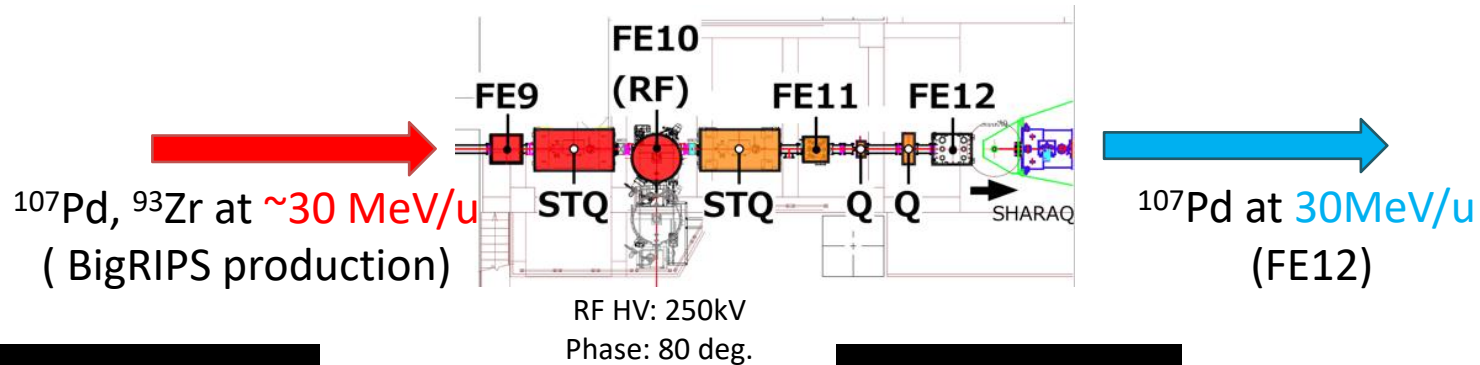 FE10
(RF)
FE9
FE11
FE12
STQ
STQ
Q
Q
SHARAQ
¹⁰⁷Pd, ⁹³Zr at ~30 MeV/u
( BigRIPS production)
¹⁰⁷Pd at 30MeV/u
(FE12)
RF HV: 250kV
Phase: 80 deg.